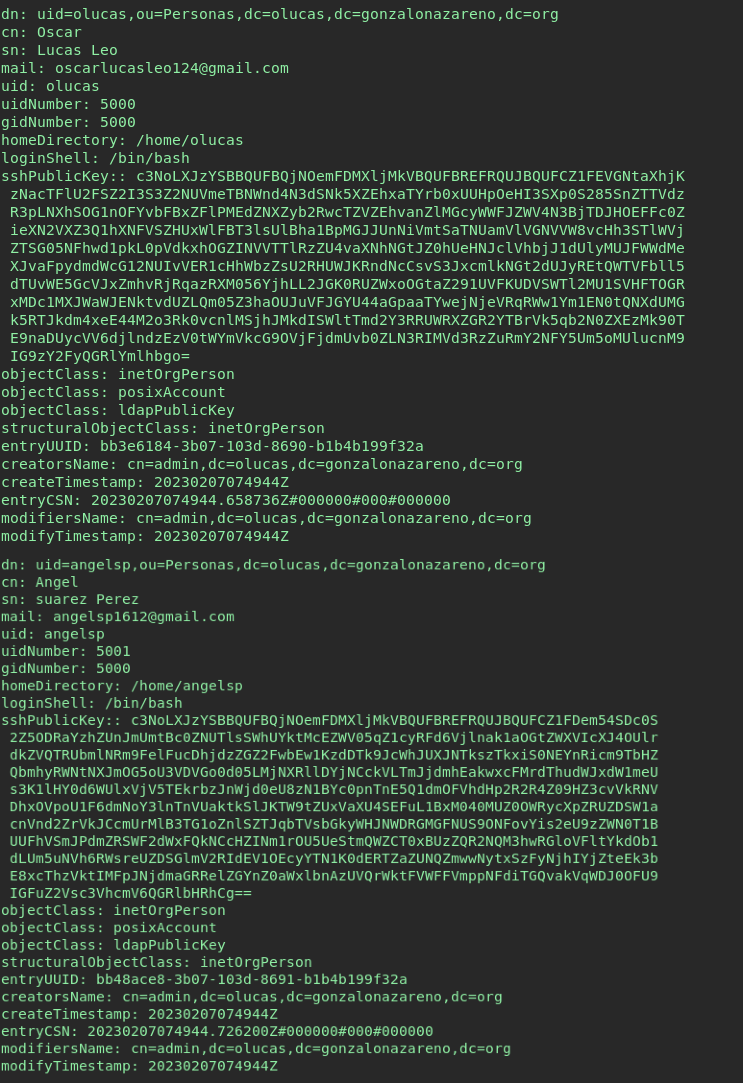 dn: uid=olucas,ou=Personas,dc=olucas,dc=gonzalonazareno,dc=org
cn: Oscar
sn: Lucas Leo
mail: oscarlucasleo124@gmail.com
uid: olucas
uidNumber: 5000
gidNumber: 5000
homeDirectory: /home/olucas
loginShell: /bin/bash
sshPublicKey:: c3NoLXJzYSBBQUFBQjNOemFDMXljMkVBQUFBREFRQUJBQUFCZ1FEVGNtaXhjK
zNacTFlU2FSZ2I3S3Z2NUVmeTBNWnd4N3dSNk5XZEhxaTYrb0xUUHpOeHI3SXp0S285SnZTTVdz
R3pLNXhSOG1nOFYvbFBxZFlPMEdZNXZyb2RwcTZVZEhvanZlMGcyWWFJZWV4N3BjTDJHOEFFc0Z
ieXN2VXZ3Q1hXNFVSZHUxWlFBT3lsUlBha1BpMGJJUnNiVmtSaTNUamVlVGNVVW8vcHh3STlWVj
ZTSG05NFhwd1pkL0pVdkxhOGZINVVTTlRzZU4vaXNhNGtJZ0hUeHNJclVhbjJ1dUlyMUJFWWdMe
XJvaFpydmdWcG12NUIvVER1cHhWbzZsU2RHUWJKRndNcCsvS3JxcmlkNGt2dUJyREtQWTVFbll5
dTUvWE5GcVJxZmhvRjRqazRXM056YjhLL2JGK0RUZWxoOGtaZ291VFKUDVSWTl2MU1SVHFTOGR
xMDc1MXJWaWJENktvdUZLQm05Z3haOUJuVFJGYU44aGpaaTYwejNjeVRqRWw1Ym1EN0tQNXdUMG
k5RTJkdm4xeE44M2o3Rk0vcnlMSjhJMkdISWltTmd2Y3RRUWRXZGR2YTBrVk5qb2N0ZXEzMk90T
E9naDUycVV6djlndzEzV0tWYmVkcG9OVjFjdmUvb0ZLN3RIMVd3RzZuRmY2NFY5Um5oMUlucnM9
IG9zY2FyQGRlYmlhbgo=
objectClass: inetOrgPerson
objectClass: posixAccount
objectClass: ldapPublicKey
structuralObjectClass: inetOrgPerson
entryUUID: bb3e6184-3b07-103d-8690-b1b4b199f32a
creatorsName: cn=admin,dc=olucas,dc=gonzalonazareno,dc=org
createTimestamp: 20230207074944Z
entryCSN: 20230207074944.658736Z#000000#000#000000
modifiersName: cn=admin,dc=olucas,dc=gonzalonazareno,dc=org
modifyTimestamp: 20230207074944Z
dn: uid=angelsp,ou=Personas,dc=olucas,dc=gonzalonazareno,dc=org
cn: Angel
sn: suarez Perez
mail: angelsp1612@gmail.com
uid: angelsp
uidNumber: 5001
gidNumber: 5000
homeDirectory: /home/angelsp
loginShell: /bin/bash
sshPublicKey:: c3NoLXJzYSBBQUFBQjNOemFDMXljMkVBQUFBREFRQUJBQUFCZ1FDem54SDc0S
2Z5ODRaYzhZUnJmUmtBc0ZNUTlsSWhUYktMcEZWV05qZ1cyRFd6Vjlnak1aOGtZWXVIcXJ4OUlr
dkZVQTRUbmlNRm9FelFucDhjdzZGZ2FwbEw1KzdDTk9JcWhJUXJNTkszTkxiS0NEYnRicm9TbHZ
QbmhyRWNtNXJmOG5oU3VDVGo0d05LMjNXRllDYjNCckVLTmJjdmhEakwxcFMrdThudWJxdW1meU
s3K1lHY0d6WUlxVjV5TEkrbzJnWjd0eU8zN1BYc0pnTnE5Q1dmOFVhdHp2R2R4Z09HZ3cvVkRNV
DhxOVpoU1F6dmNoY3lnTnVUaktkSlJKTW9tZUxVaXU4SEFuL1BxM040MUZ0OWRycXpZRUZDSW1a
cnVnd2ZrVkJCcmUrMlB3TG1oZnlSZTJqbTVsbGkyWHJNWDRGMGFNUS9ONFovYis2eU9zZWN0T1B
UUFhVSmJPdmZRSWF2dWxFQkNCcHZINm1rOU5UeStmQWZCT0xBUzZQR2NQM3hwRGloVFltYkdOb1
dLUm5uNVh6RWsreUZDSGlmV2RIdEV1OEcyYTN1K0dERTZaZUNQZmwwNytxSzFyNjhIYjZteEk3b
E8xcThzVktIMFpJNjdmaGRRelZGYnZ0aWxlbnAzUVQrWktFVWFFVmppNFdiTGQvakVqWDJ0OFU9
IGFuZ2Vsc3VhcmV6QGRlbHRhCg==
objectClass: inetOrgPerson
objectClass: posixAccount
objectClass: ldapPublicKey
structuralObjectClass: inetOrgPerson
entryUUID: bb48ace8-3b07-103d-8691-b1b4b199f32a
creatorsName: cn=admin,dc=olucas,dc=gonzalonazareno,dc=org
createTimestamp: 20230207074944Z
entryCSN: 20230207074944.726200Z#000000#000#000000
modifiersName: cn=admin,dc=olucas,dc=gonzalonazareno,dc=org
modifyTimestamp: 20230207074944Z